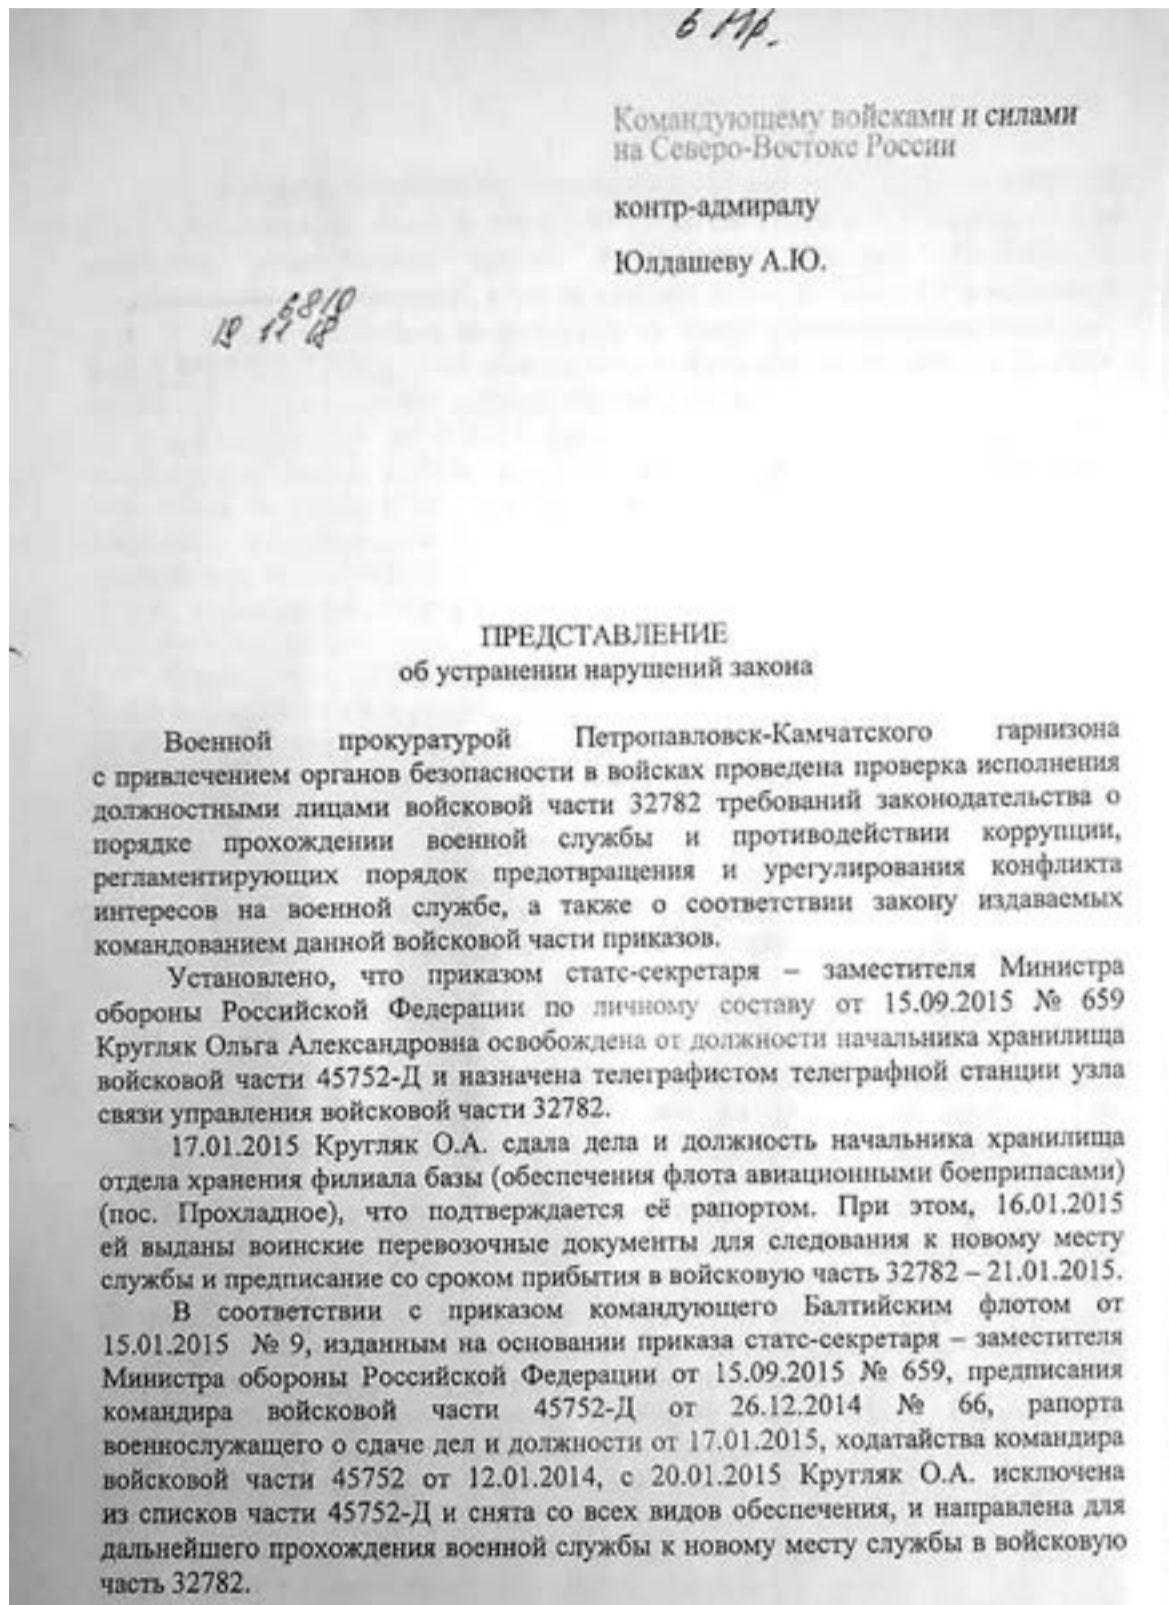 Командующему войсками и силами
на Северо-Востоке России
контр-адмиралу
Юлдашеву А.Ю.
6810
ПРЕДСТАВЛЕНИЕ
об устранении нарушений закона
Военной прокуратурой Петропавловск-Камчатского гарнизона
с привлечением органов безопасности в войсках проведена проверка исполнения
должностными лицами войсковой части 32782 требований законодательства о
порядке прохождении военной службы и противодействии коррупции,
регламентирующих порядок предотвращения и урегулирования конфликта
интересов на военной службе, а также о соответствии закону издаваемых
командованием данной войсковой части приказов.
Установлено, что приказом статс-секретаря – заместителя Министра
обороны Российской Федерации по личному составу от 15.09.2015 № 659
Кругляк Ольга Александровна освобождена от должности начальника хранилища
войсковой части 45752-Д и назначена телеграфистом телеграфной станции узла
связи управления войсковой части 32782.
17.01.2015 Кругляк О.А. сдала дела и должность начальника хранилища
отдела хранения филиала базы (обеспечения флота авиационными боеприпасами)
(пос. Прохладное), что подтверждается её рапортом. При этом, 16.01.2015
ей выданы воинские перевозочные документы для следования к новому месту
службы и предписание со сроком прибытия в войсковую часть 32782 – 21.01.2015.
В соответствии с приказом командующего Балтийским флотом от
15.01.2015 № 9, изданным на основании приказа статс-секретаря – заместителя
Министра обороны Российской Федерации от 15.09.2015 № 659, предписания
командира войсковой части 45752-Д от 26.12.2014 № 66, рапорта
военнослужащего о сдаче дел и должности от 17.01.2015, ходатайства командира
войсковой части 45752 от 12.01.2014, с 20.01.2015 Кругляк О.А. исключена
из списков части 45752-Д и снята со всех видов обеспечения, и направлена для
дальнейшего прохождения военной службы к новому месту службы в войсковую
часть 32782.